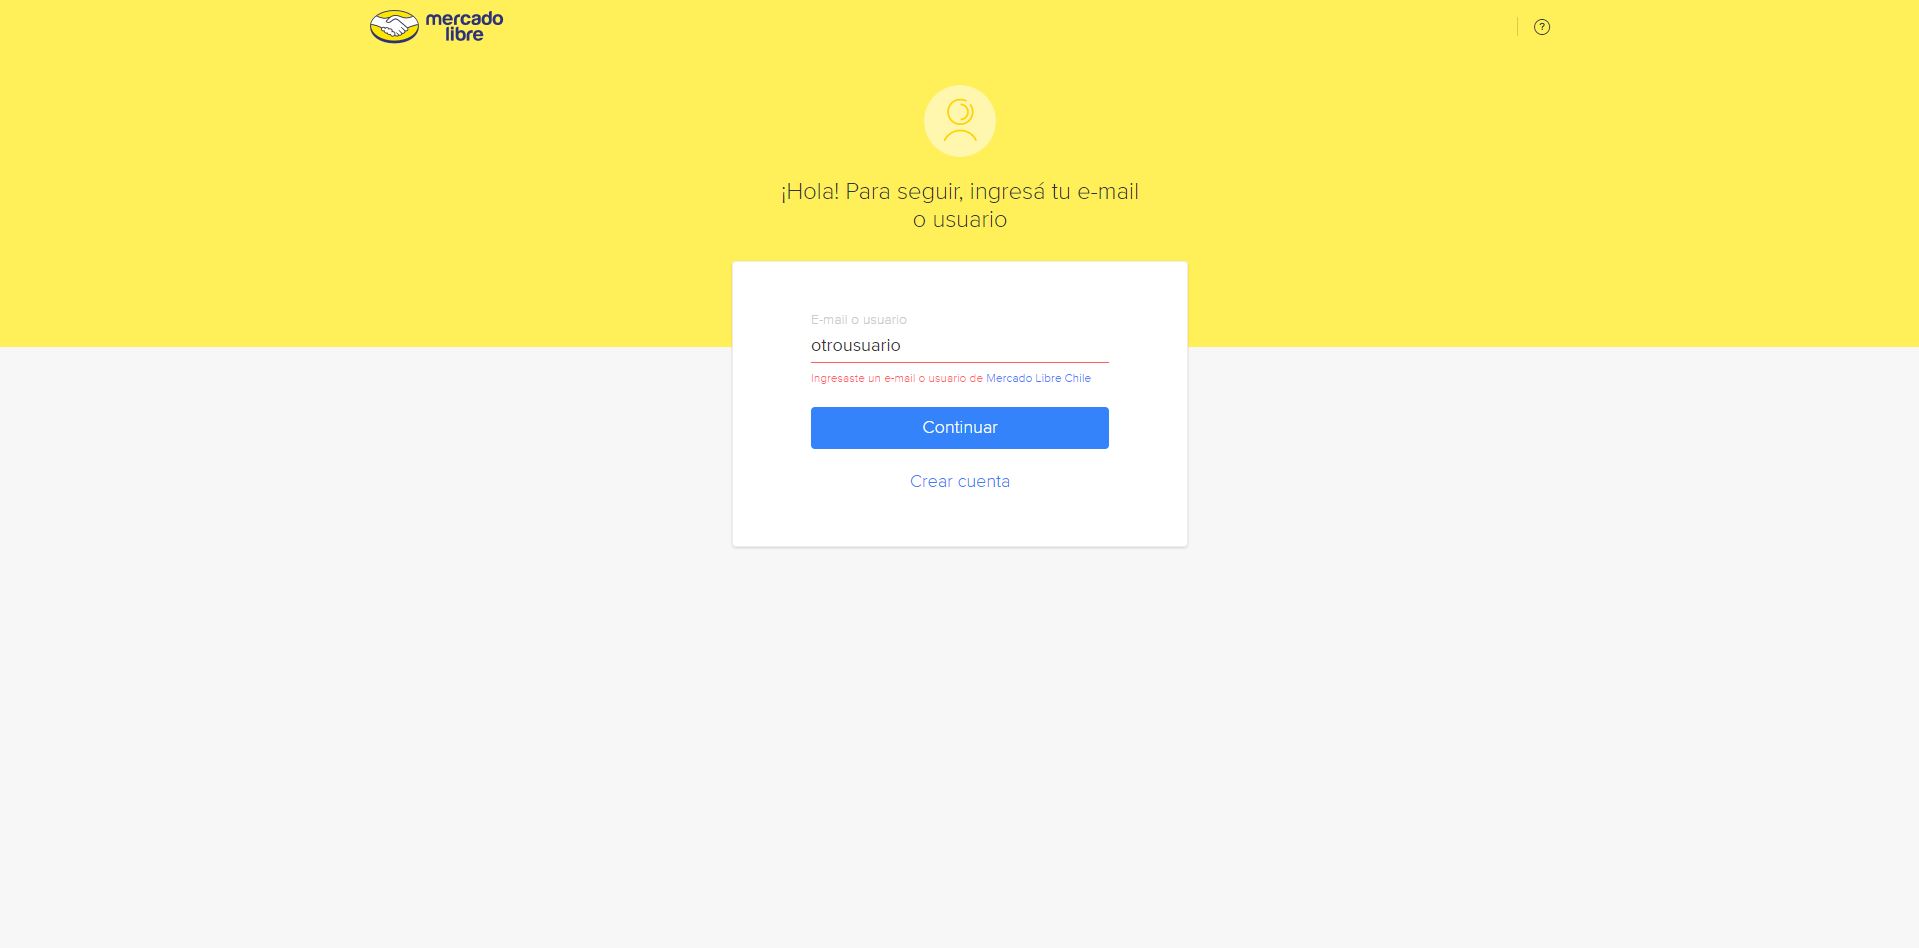 mercado
libre
?
¡Hola! Para seguir, ingresá tu e-mail
o usuario
E-mail o usuario
otrousuario
Ingresaste un e-mail o usuario de Mercado Libre Chile
Continuar
Crear cuenta